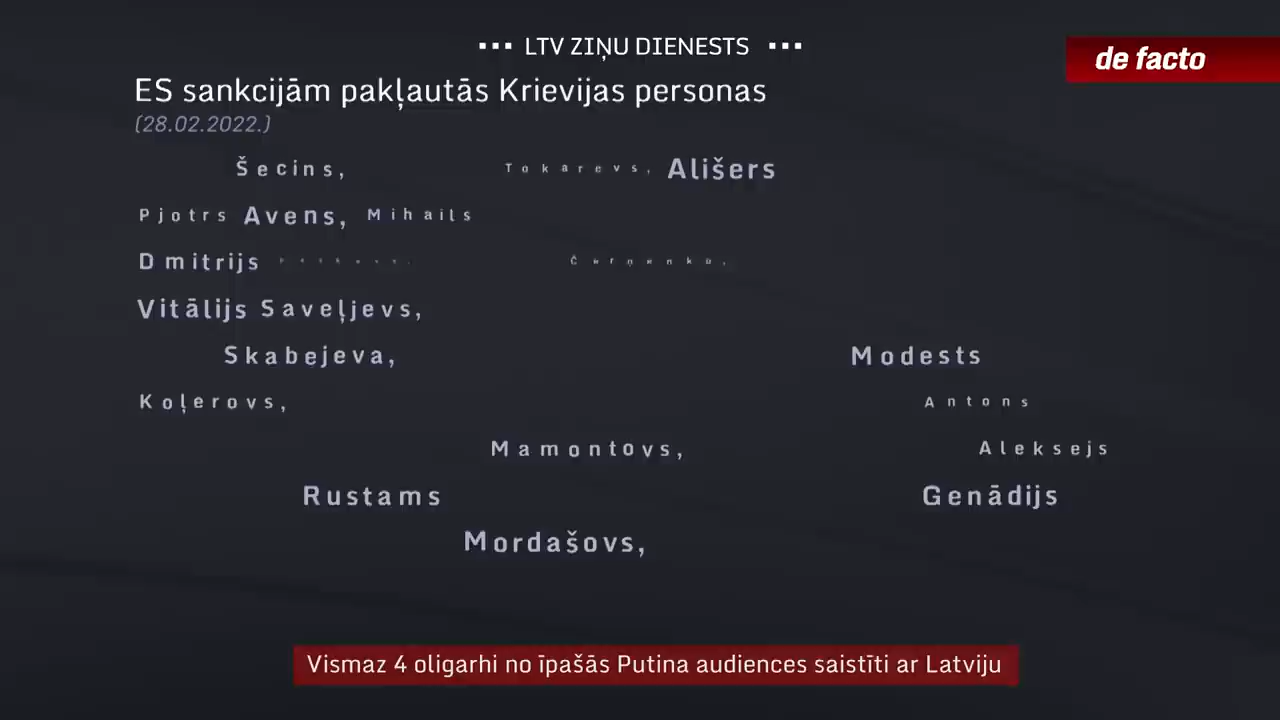 LTV ZIŅU DIENESTS
de facto
ES sankcijām pakļautās Krievijas personas
(28.02.2022.)
Šecins, Tokarevs, Ališers
Pjotrs Avens, Mihails
Dmitrijs
Vitālijs Saveļjevs,
Skabejeva, Modests
Koļerovs, Antons
Mamontovs, Aleksejs
Rustams Genādijs
Mordašovs,
Vismaz 4 oligarhi no īpašās Putina audiences saistīti ar Latviju